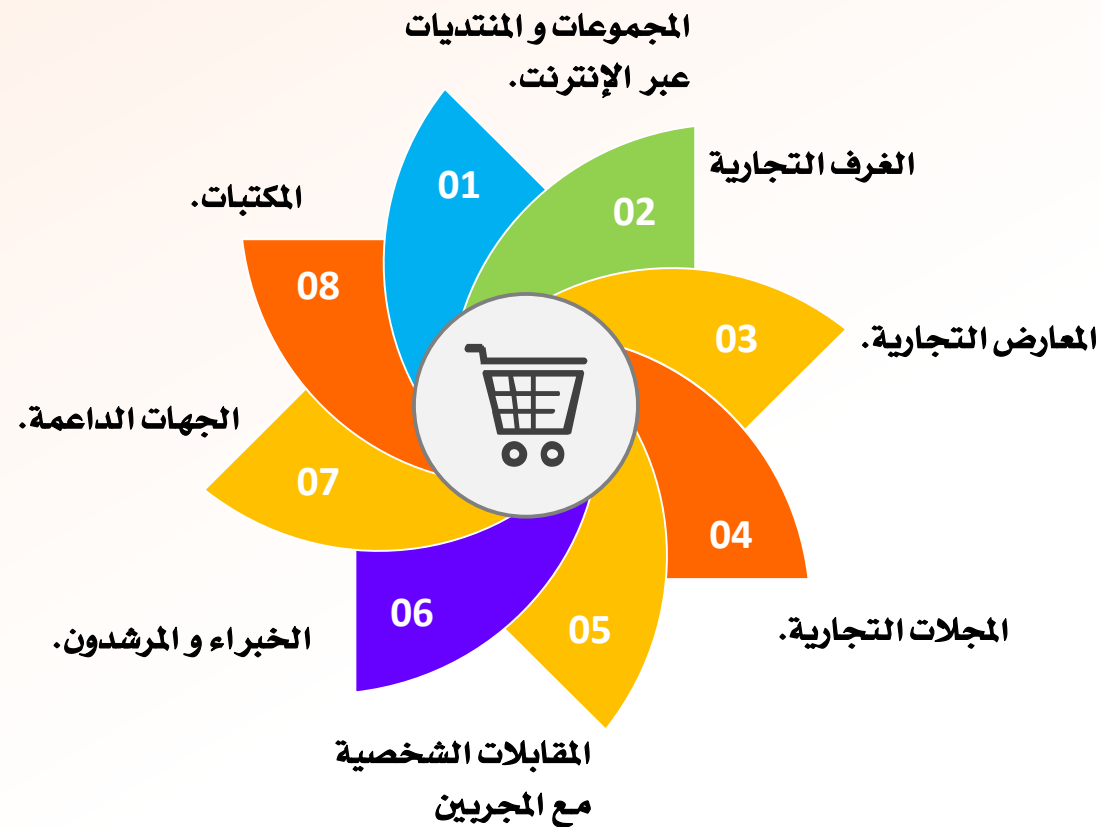 المجموعات و المنتديات
عبر الإنترنت.
01
الغرف التجارية
02
المعارض التجارية.
03
المجلات التجارية.
04
المقابلات الشخصية
مع المجربين
05
الخبراء و المرشدون.
06
الجهات الداعمة.
07
المكتبات.
08